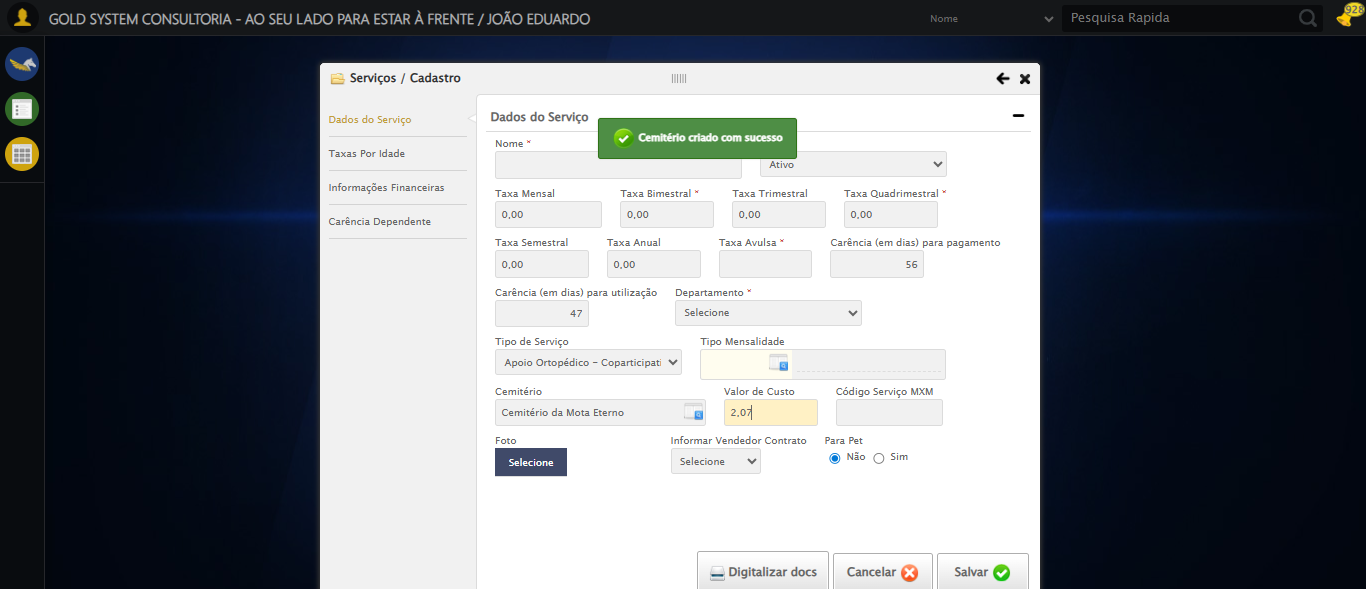 GOLD SYSTEM CONSULTORIA - AO SEU LADO PARA ESTAR À FRENTE / JOÃO EDUARDO
Nome
Pesquisa Rapida
928
Serviços / Cadastro
Dados do Serviço
Taxas Por Idade
Informações Financeiras
Carência Dependente
Dados do Serviço
Cemitério criado com sucesso
Nome *
Ativo
Taxa Mensal Taxa Bimestral * Taxa Trimestral Taxa Quadrimestral *
0,00 0,00 0,00 0,00
Taxa Semestral Taxa Anual Taxa Avulsa * Carência (em dias) para pagamento
0,00 0,00 56
Carência (em dias) para utilização Departamento *
47 Selecione
Tipo de Serviço Tipo Mensalidade
Apoio Ortopédico - Coparticipati
Cemitério Valor de Custo Código Serviço MXM
Cemitério da Mota Eterno 2,07
Foto Informar Vendedor Contrato Para Pet
Selecione Selecione Não Sim
Digitalizar docs Cancelar Salvar